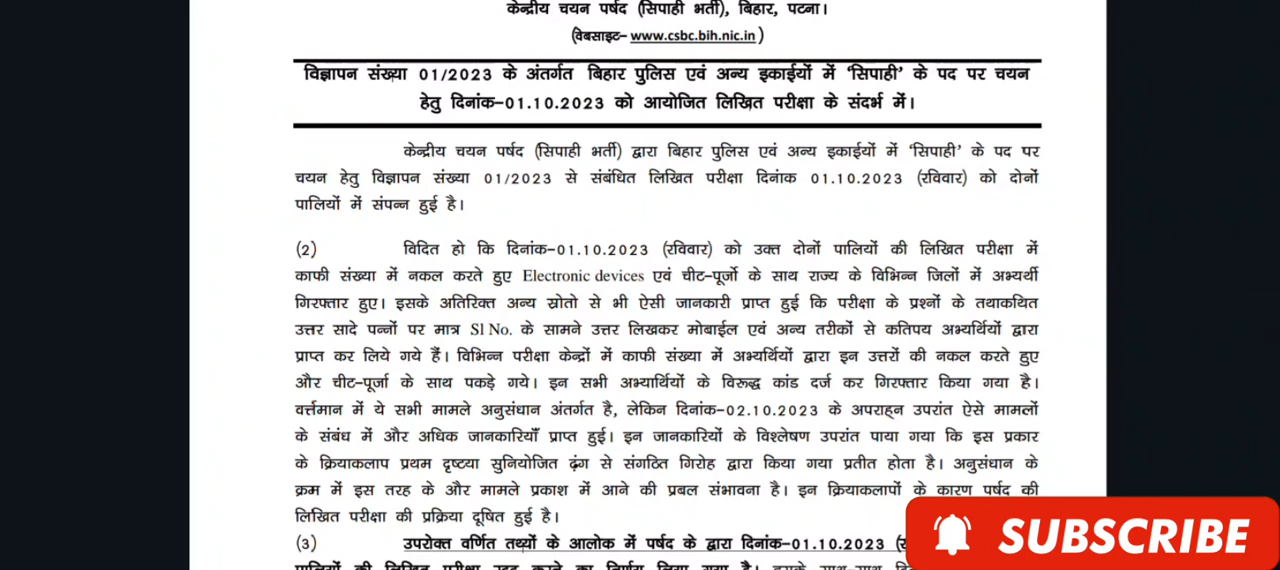 केन्द्रीय चयन पर्षद (सिपाही भर्ती), बिहार, पटना।
(वेबसाइट– www.csbc.bih.nic.in )
विज्ञापन संख्या 01/2023 के अंतर्गत बिहार पुलिस एवं अन्य इकाईयों में ‘सिपाही’ के पद पर चयन
हेतु दिनांक–01.10.2023 को आयोजित लिखित परीक्षा के संदर्भ में।
केन्द्रीय चयन पर्षद (सिपाही भर्ती) द्वारा बिहार पुलिस एवं अन्य इकाईयों में ‘सिपाही’ के पद पर
चयन हेतु विज्ञापन संख्या 01/2023 से संबंधित लिखित परीक्षा दिनांक 01.10.2023 (रविवार) को दोनों
पालियों में संपन्न हुई है।
(2) विदित हो कि दिनांक–01.10.2023 (रविवार) को उक्त दोनों पालियों की लिखित परीक्षा में
काफी संख्या में नकल करते हुए Electronic devices एवं चीट–पूर्जो के साथ राज्य के विभिन्न जिलों में अभ्यर्थी
गिरफ्तार हुए। इसके अतिरिक्त अन्य स्रोतो से भी ऐसी जानकारी प्राप्त हुई कि परीक्षा के प्रश्नों के तथाकथित
उत्तर सादे पन्नों पर मात्र Sl No. के सामने उत्तर लिखकर मोबाईल एवं अन्य तरीकों से कतिपय अभ्यर्थियों द्वारा
प्राप्त कर लिये गये हैं। विभिन्न परीक्षा केन्द्रों में काफी संख्या में अभ्यर्थियों द्वारा इन उत्तरों की नकल करते हुए
और चीट–पूर्जा के साथ पकड़े गये। इन सभी अभ्यार्थियों के विरूद्ध कांड दर्ज कर गिरफ्तार किया गया है।
वर्त्तमान में ये सभी मामले अनुसंधान अंतर्गत है, लेकिन दिनांक–02.10.2023 के अपराह्न उपरांत ऐसे मामलों
के संबंध में और अधिक जानकारियाँ प्राप्त हुई। इन जानकारियों के विश्लेषण उपरांत पाया गया कि इस प्रकार
के क्रियाकलाप प्रथम दृष्टया सुनियोजित ढ़ंग से संगठित गिरोह द्वारा किया गया प्रतीत होता है। अनुसंधान के
क्रम में इस तरह के और मामले प्रकाश में आने की प्रबल संभावना है। इन क्रियाकलापों के कारण पर्षद की
लिखित परीक्षा की प्रक्रिया दूषित हुई है।
(3) उपरोक्त वर्णित तथ्यों के आलोक में पर्षद के द्वारा दिनांक–01.10.2023
पालियों की लिखित परीक्षा रद्द करने का निर्णय लिया गया है।
SUBSCRIBE